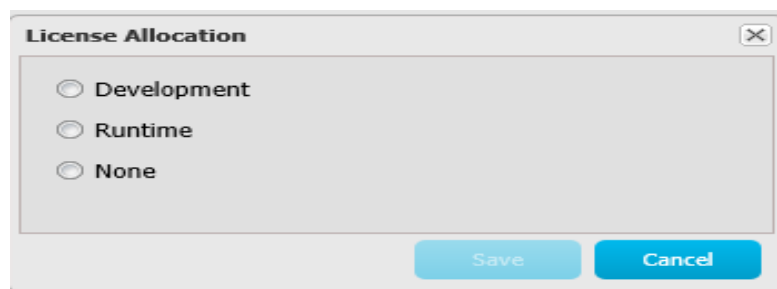 License Allocation
Development
Runtime
None
Save
Cancel